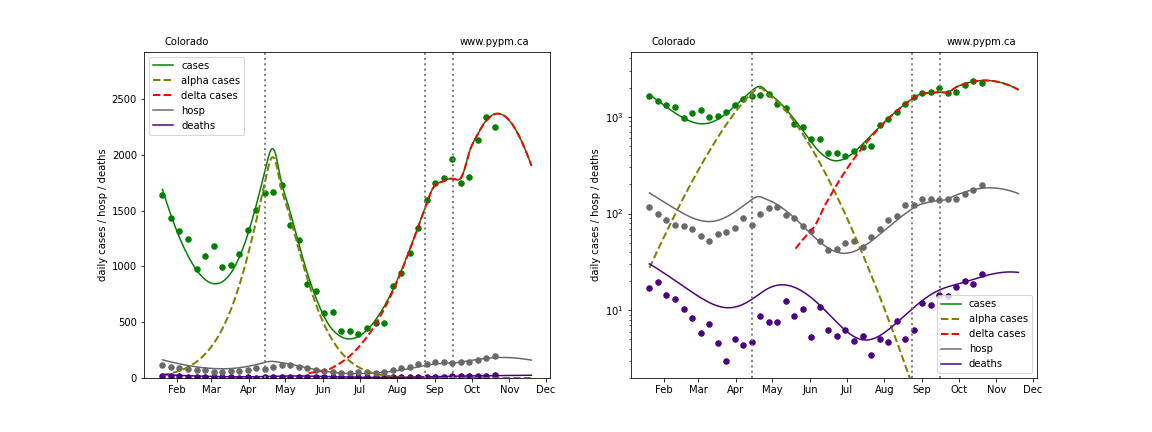 Colorado www.pypm.ca
cases
alpha cases
delta cases
hosp
deaths
daily cases / hosp / deaths
2500
2000
1500
1000
500
0
Feb Mar Apr May Jun Jul Aug Sep Oct Nov Dec
Colorado www.pypm.ca
daily cases / hosp / deaths
10³
10²
10¹
cases
alpha cases
delta cases
hosp
deaths
Feb Mar Apr May Jun Jul Aug Sep Oct Nov Dec